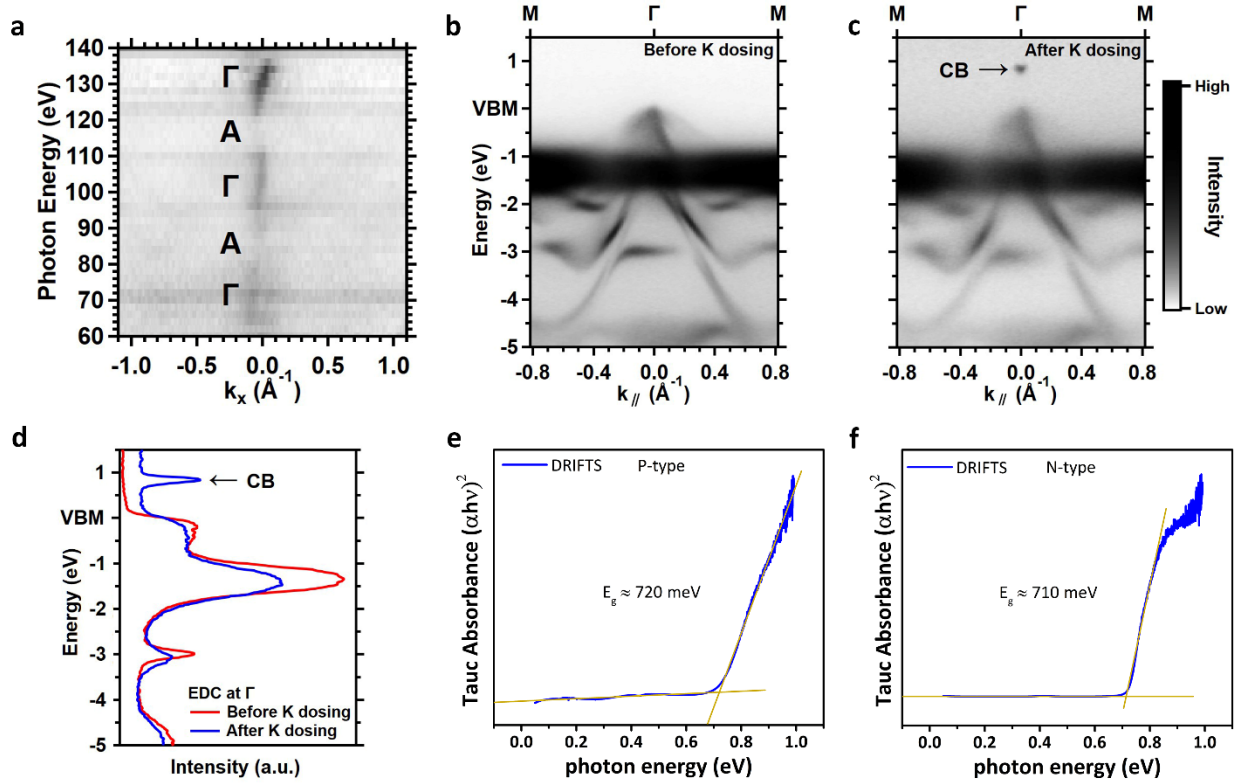 a
140
130
120
110
100
90
80
70
60
Photon Energy (eV)
Γ
A
Γ
A
Γ
-1.0 -0.5 0.0 0.5 1.0
kx (Å-1)
b
M Γ M
Before K dosing
1
VBM
-1
-2
-3
-4
-5
Energy (eV)
-0.8 -0.4 0.0 0.4 0.8
k// (Å-1)
c
M Γ M
After K dosing
CB →
-0.8 -0.4 0.0 0.4 0.8
k// (Å-1)
High
Intensity
Low
d
1
VBM
-1
-2
-3
-4
-5
Energy (eV)
← CB
EDC at Γ
Before K dosing
After K dosing
Intensity (a.u.)
e
DRIFTS P-type
Tauc Absorbance (αhν)2
Eg ≈ 720 meV
0.0 0.2 0.4 0.6 0.8 1.0
photon energy (eV)
f
DRIFTS N-type
Tauc Absorbance (αhν)2
Eg ≈ 710 meV
0.0 0.2 0.4 0.6 0.8 1.0
photon energy (eV)